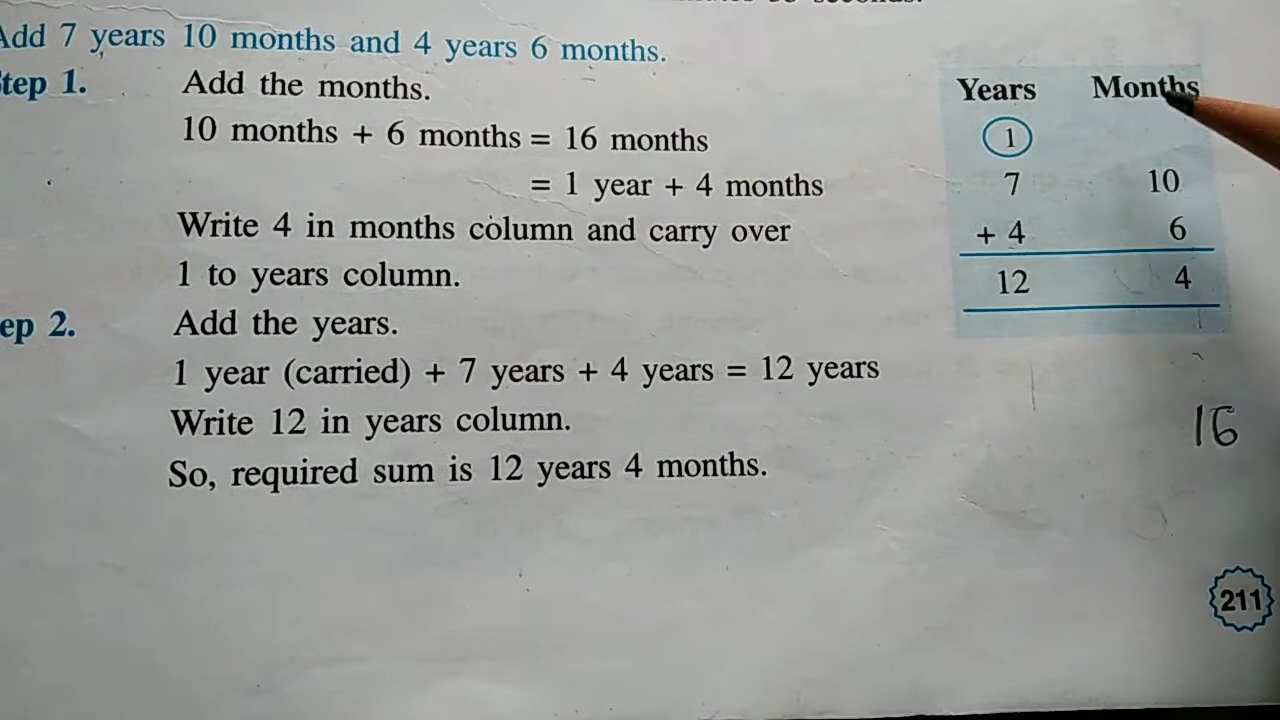 Add 7 years 10 months and 4 years 6 months.
Step 1. Add the months.
10 months + 6 months = 16 months
= 1 year + 4 months
Write 4 in months column and carry over
1 to years column.
ep 2. Add the years.
1 year (carried) + 7 years + 4 years = 12 years
Write 12 in years column.
So, required sum is 12 years 4 months.
Years Months
1
7 10
+ 4 6
12 4
16
211